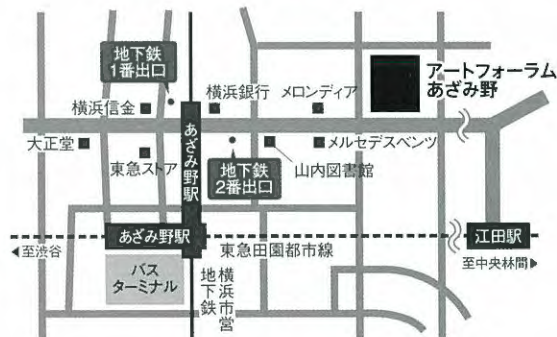 地下鉄
1番出口
アートフォーラム
あざみ野
横浜信金
横浜銀行
メロンディア
あざみ野駅
大正堂
東急ストア
地下鉄
2番出口
山内図書館
メルセデスベンツ
あざみ野駅
江田駅
◀至渋谷
東急田園都市線
至中央林間▶
バス
ターミナル
横浜市営
地下鉄